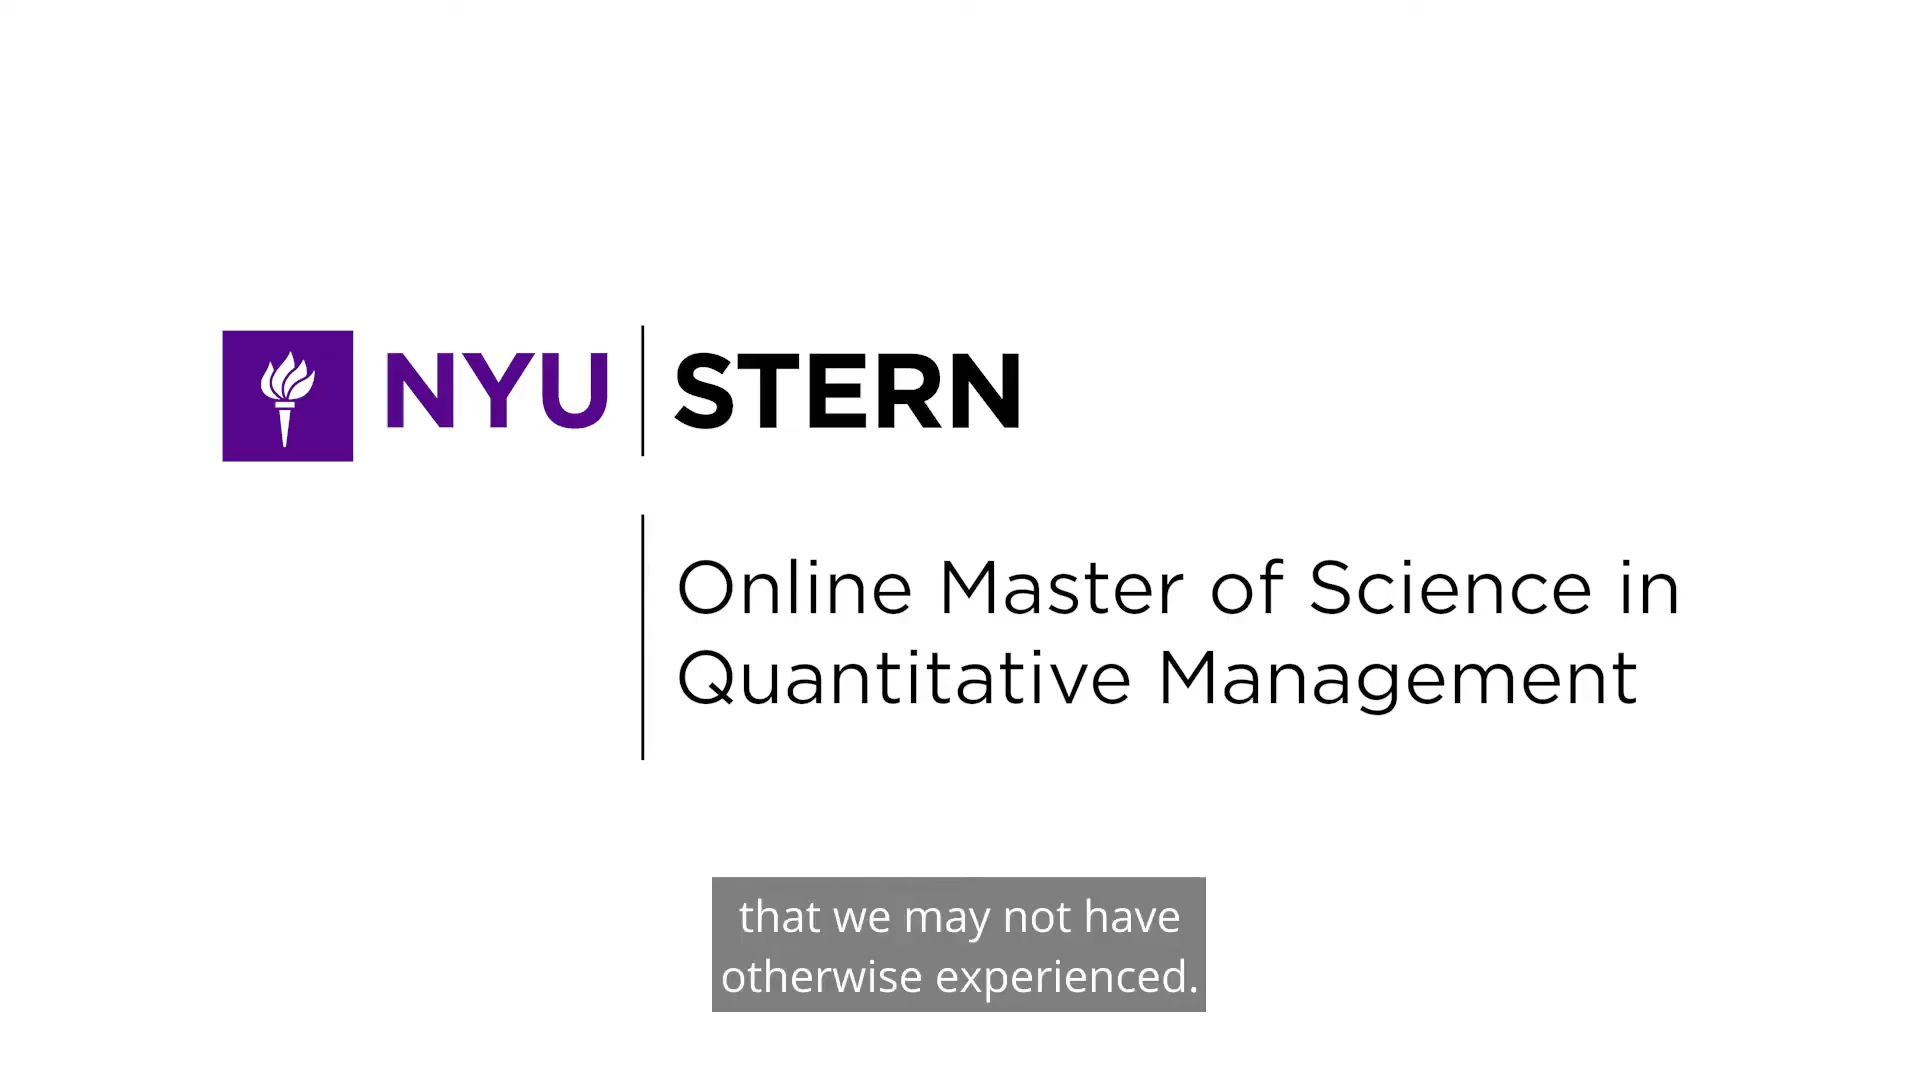 NYU STERN
Online Master of Science in
Quantitative Management
that we may not have
otherwise experienced.